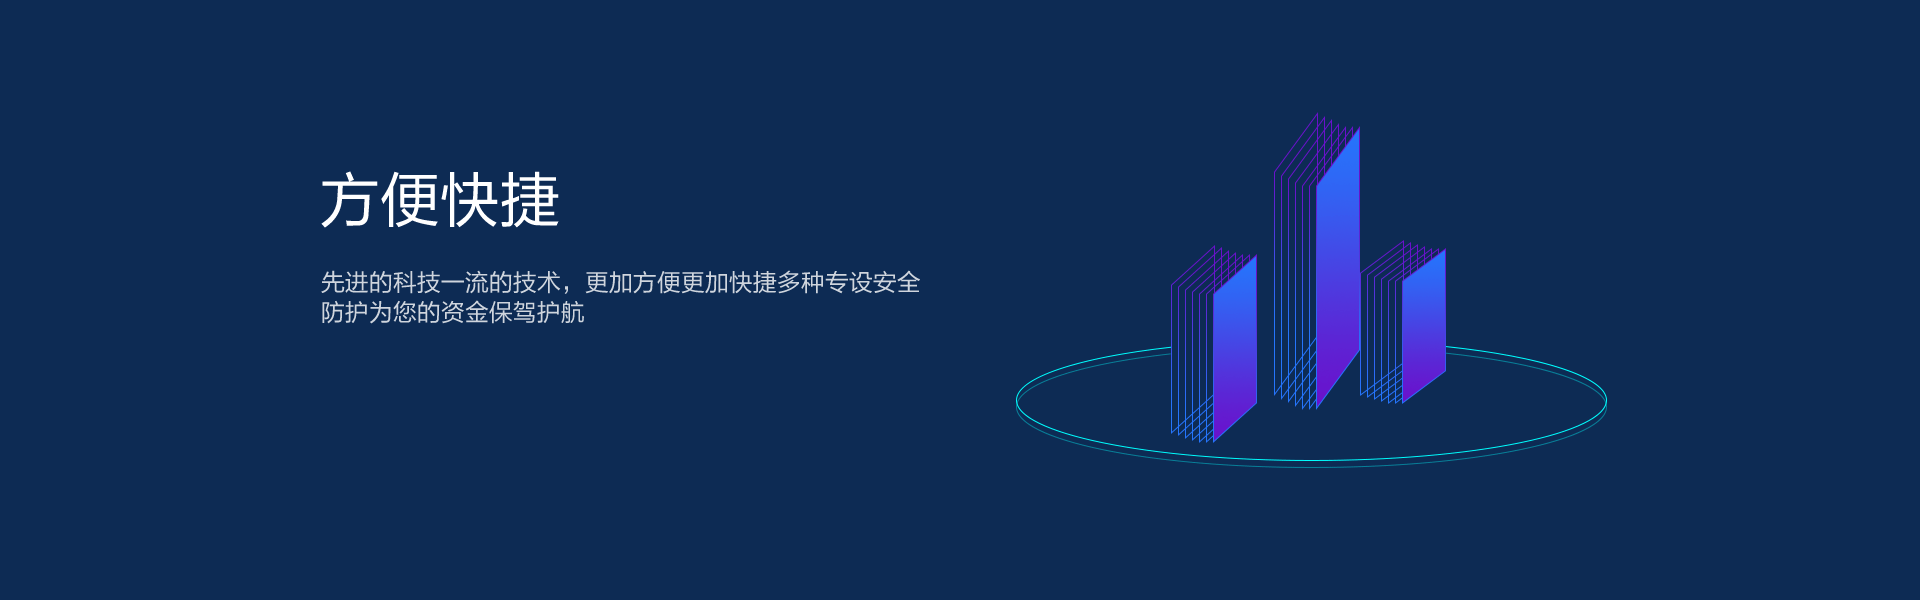 方便快捷
先进的科技一流的技术，更加方便更加快捷多种专设安全
防护为您的资金保驾护航